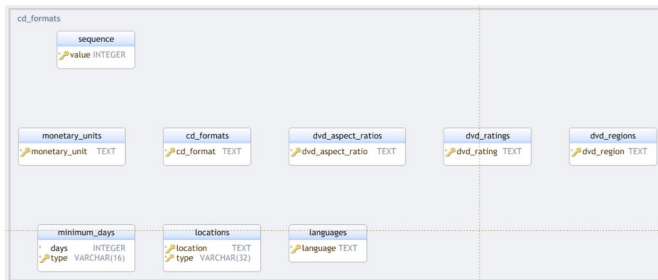 cd_formats
sequence
value INTEGER
monetary_units
monetary_unit TEXT
cd_formats
cd_format TEXT
dvd_aspect_ratios
dvd_aspect_ratio TEXT
dvd_ratings
dvd_rating TEXT
dvd_regions
dvd_region TEXT
minimum_days
days INTEGER
type VARCHAR(16)
locations
location TEXT
type VARCHAR(32)
languages
language TEXT